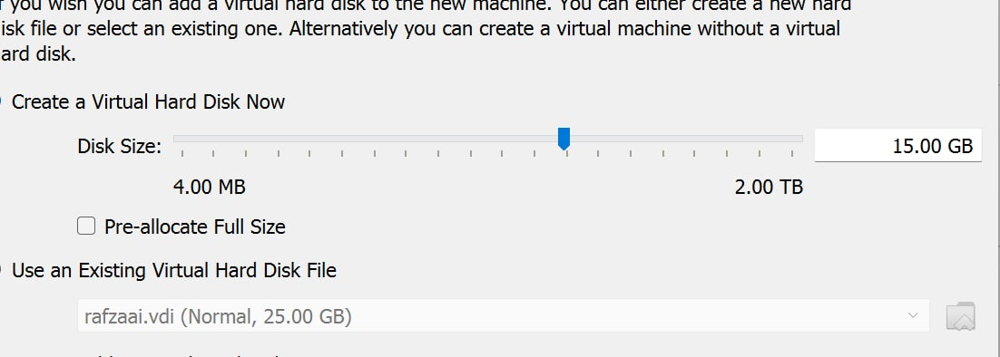 you wish you can add a virtual hard disk to the new machine. You can either create a new hard
isk file or select an existing one. Alternatively you can create a virtual machine without a virtual
ard disk.
Create a Virtual Hard Disk Now
Disk Size:
15.00 GB
4.00 MB
2.00 TB
Pre-allocate Full Size
Use an Existing Virtual Hard Disk File
rafzaai.vdi (Normal, 25.00 GB)